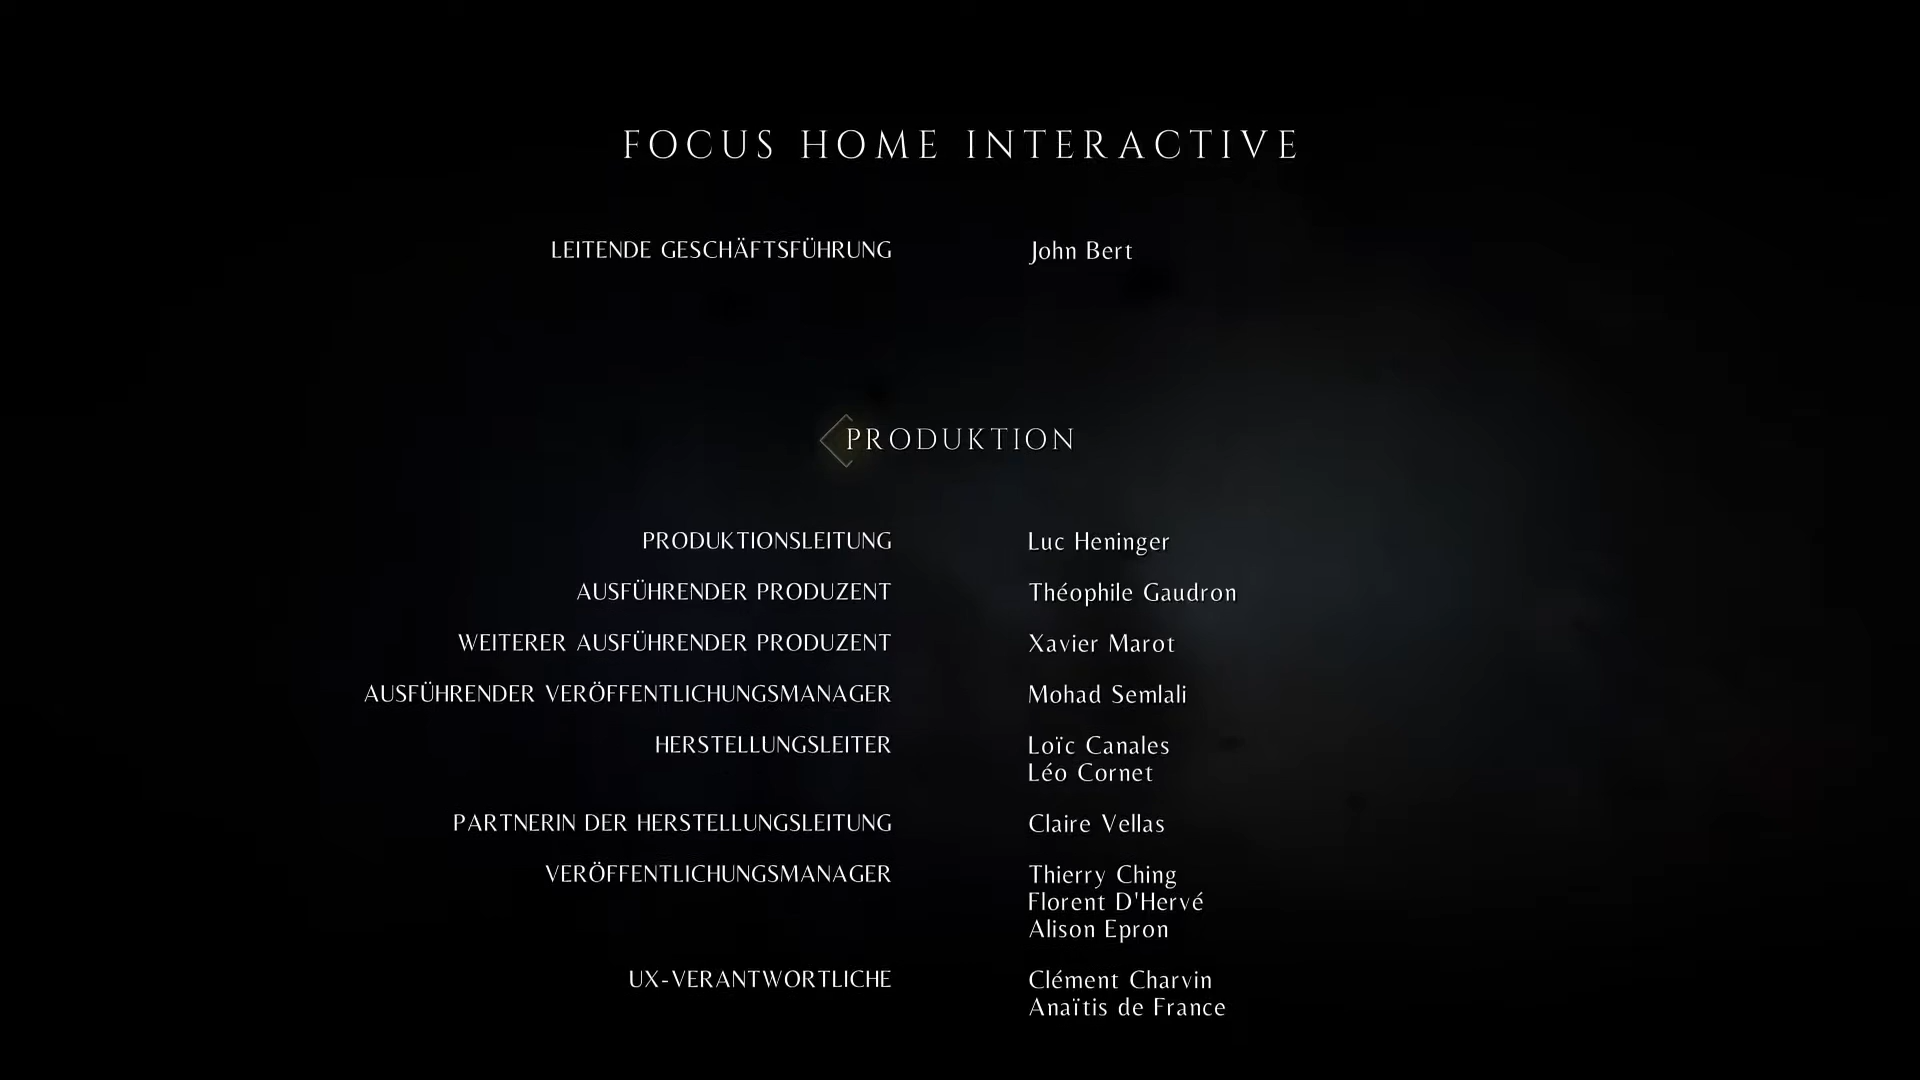 FOCUS HOME INTERACTIVE
LEITENDE GESCHÄFTSFÜHRUNG John Bert
PRODUKTION
PRODUKTIONSLEITUNG Luc Heninger
AUSFÜHRENDER PRODUZENT Théophile Gaudron
WEITERER AUSFÜHRENDER PRODUZENT Xavier Marot
AUSFÜHRENDER VERÖFFENTLICHUNGSMANAGER Mohad Semlali
HERSTELLUNGSLEITER Loïc Canales
Léo Cornet
PARTNERIN DER HERSTELLUNGSLEITUNG Claire Vellas
VERÖFFENTLICHUNGSMANAGER Thierry Ching
Florent D'Hervé
Alison Epron
UX-VERANTWORTLICHE Clément Charvin
Anaïtis de France